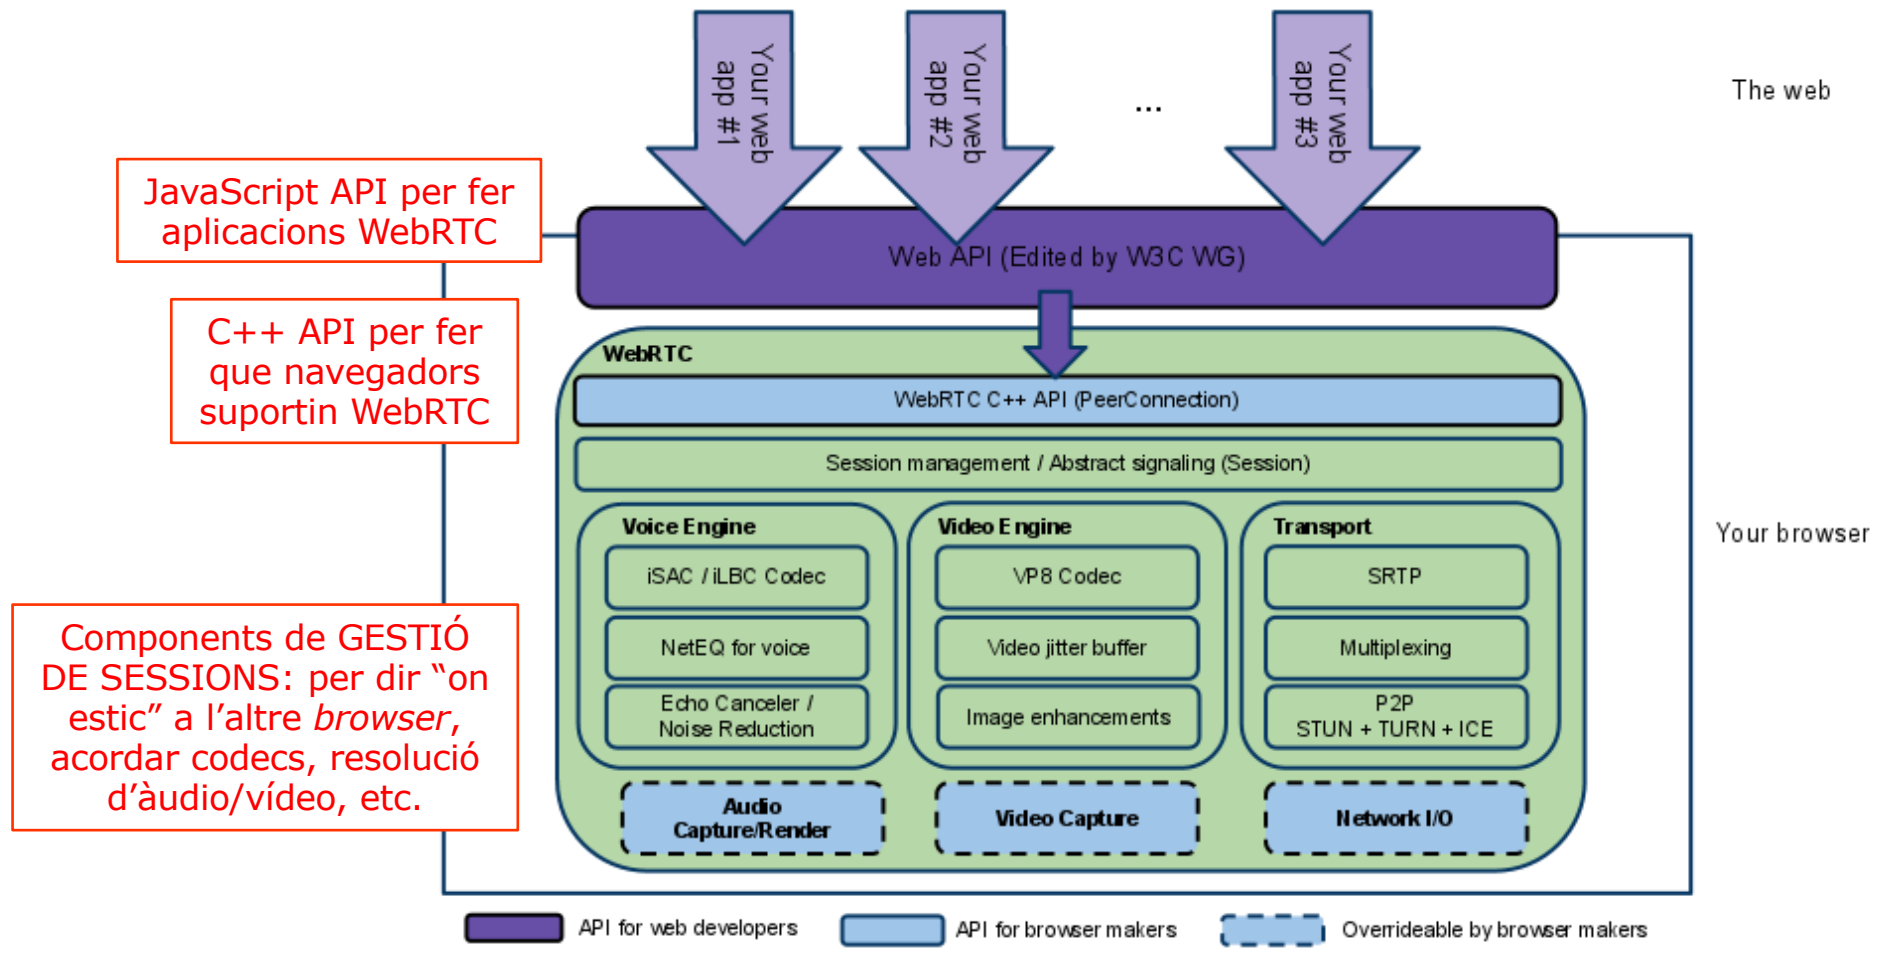 Your web
app #1
Your web
app #2
...
Your web
app #3
The web
JavaScript API per fer
aplicacions WebRTC
Web API (Edited by W3C WG)
C++ API per fer
que navegadors
suportin WebRTC
WebRTC
WebRTC C++ API (PeerConnection)
Session management / Abstract signaling (Session)
Voice Engine
iSAC / iLBC Codec
NetEQ for voice
Echo Canceler /
Noise Reduction
Video Engine
VP8 Codec
Video jitter buffer
Image enhancements
Transport
SRTP
Multiplexing
P2P
STUN + TURN + ICE
Your browser
Components de GESTIÓ
DE SESSIONS: per dir “on
estic” a l’altre browser,
acordar codecs, resolució
d’àudio/vídeo, etc.
Audio
Capture/Render
Video Capture
Network I/O
API for web developers
API for browser makers
Overrideable by browser makers